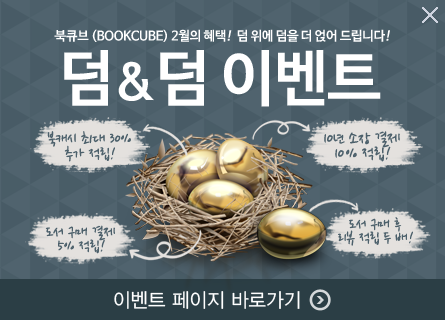 북큐브 (BOOKCUBE) 2월의 혜택! 덤 위에 덤을 더 얹어 드립니다!
덤&덤 이벤트
북캐시 최대 30%
추가 적립!
10년 소장 결제
10% 적립!
도서 구매 결제
5% 적립!
도서 구매 후
리뷰 적립 두 배!
이벤트 페이지 바로가기